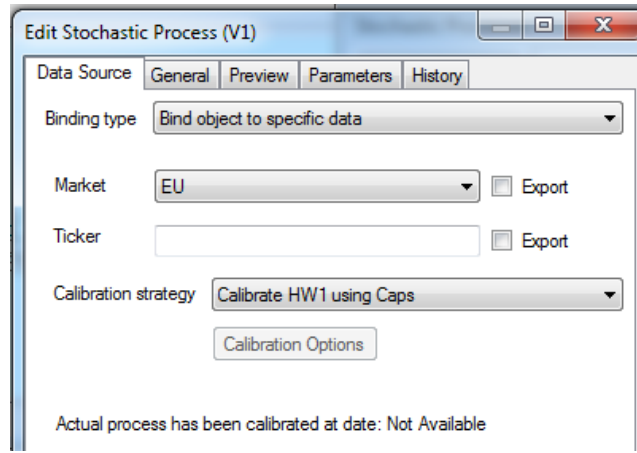 Edit Stochastic Process (V1)
Data Source General Preview Parameters History
Binding type Bind object to specific data
Market EU Export
Ticker Export
Calibration strategy Calibrate HW1 using Caps
Calibration Options
Actual process has been calibrated at date: Not Available